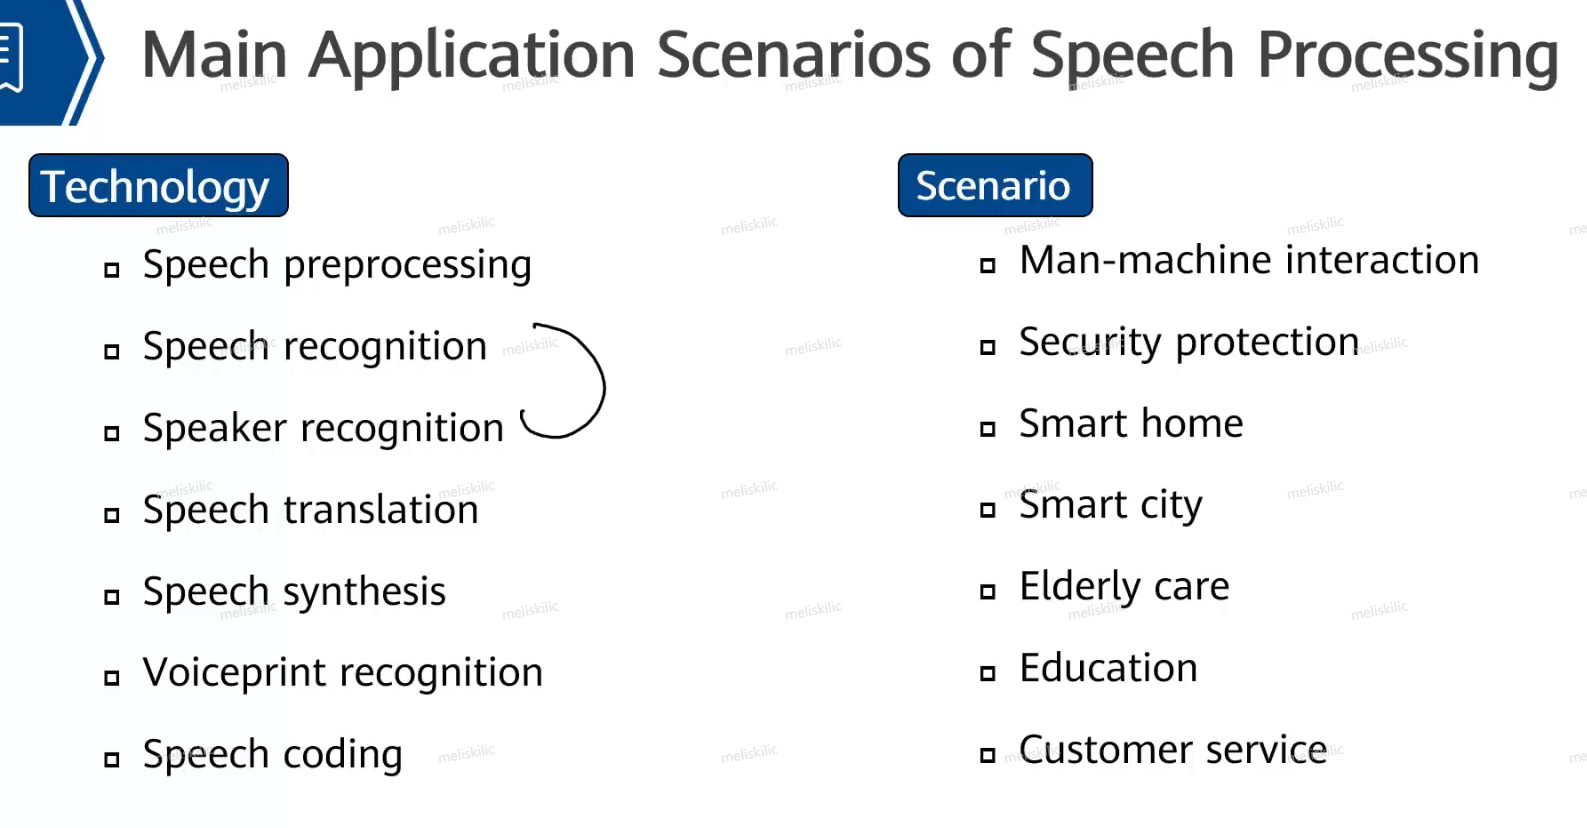 Main Application Scenarios of Speech Processing
Technology
Speech preprocessing
Speech recognition
Speaker recognition
Speech translation
Speech synthesis
Voiceprint recognition
Speech coding
Scenario
Man-machine interaction
Security protection
Smart home
Smart city
Elderly care
Education
Customer service
meliskilic